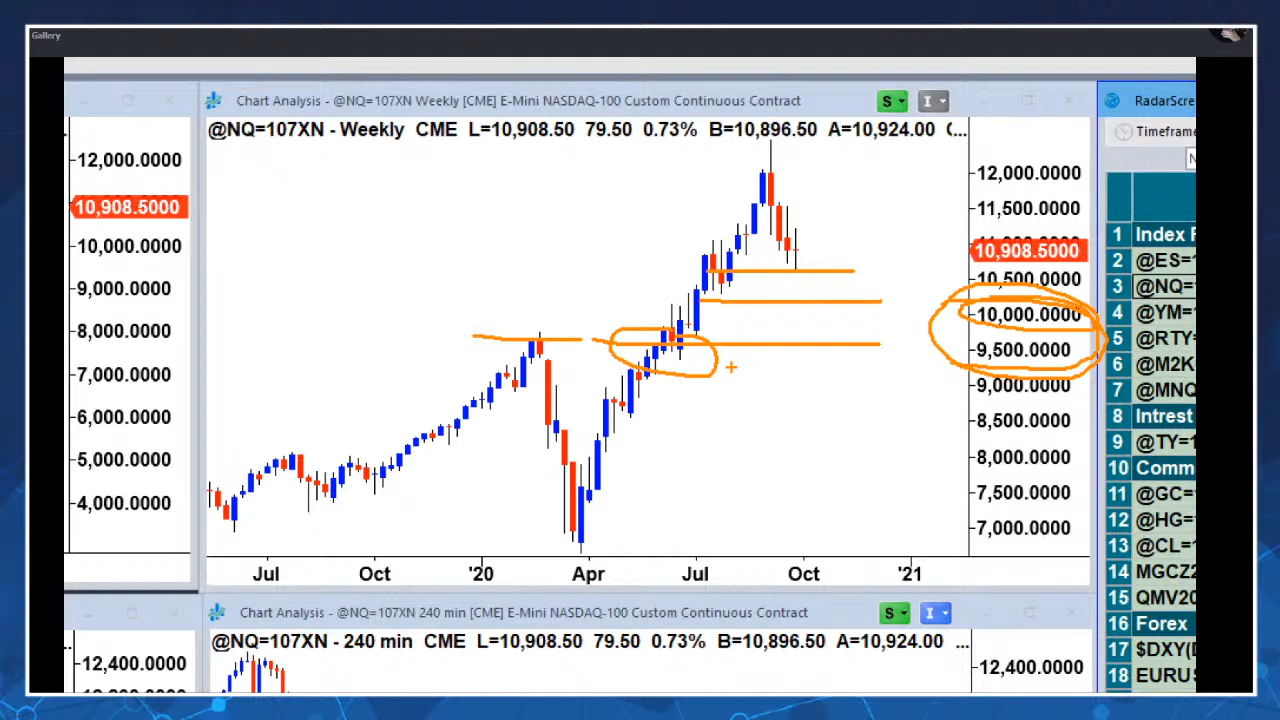 Gallery
Chart Analysis - @NQ=107XN Weekly [CME] E-Mini NASDAQ-100 Custom Continuous Contract
S
I
RadarScre
@NQ=107XN - Weekly CME L=10,908.50 79.50 0.73% B=10,896.50 A=10,924.00
Timeframe
12,000.0000
10,908.5000
10,000.0000
9,000.0000
8,000.0000
7,000.0000
6,000.0000
5,000.0000
4,000.0000
12,000.0000
11,500.0000
10,908.5000
10,500.0000
10,000.0000
9,500.0000
9,000.0000
8,500.0000
8,000.0000
7,500.0000
7,000.0000
Jul Oct '20 Apr Jul Oct '21
1 Index F
2 @ES=1
3 @NQ=1
4 @YM=1
5 @RTY=
6 @M2K
7 @MNQ
8 Intrest
9 @TY=1
10 Comm
11 @GC=
12 @HG=
13 @CL=1
14 MGCZ2
15 QMV20
16 Forex
17 $DXY(D
18 EURUS
Chart Analysis - @NQ=107XN 240 min [CME] E-Mini NASDAQ-100 Custom Continuous Contract
S
I
@NQ=107XN - 240 min CME L=10,908.50 79.50 0.73% B=10,896.50 A=10,924.00 ...
12,400.0000
12,400.0000